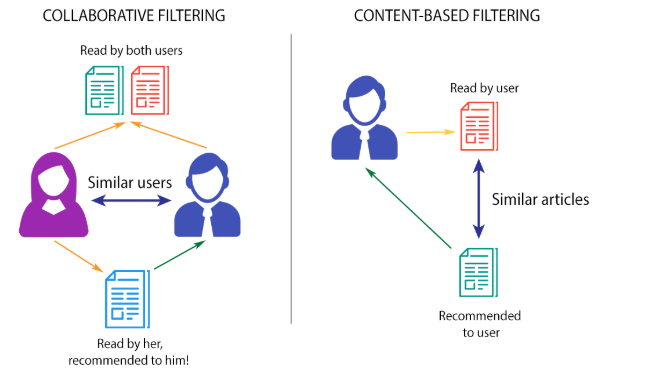 COLLABORATIVE FILTERING
Read by both users
Similar users
Read by her,
recommended to him!
CONTENT-BASED FILTERING
Read by user
Similar articles
Recommended
to user